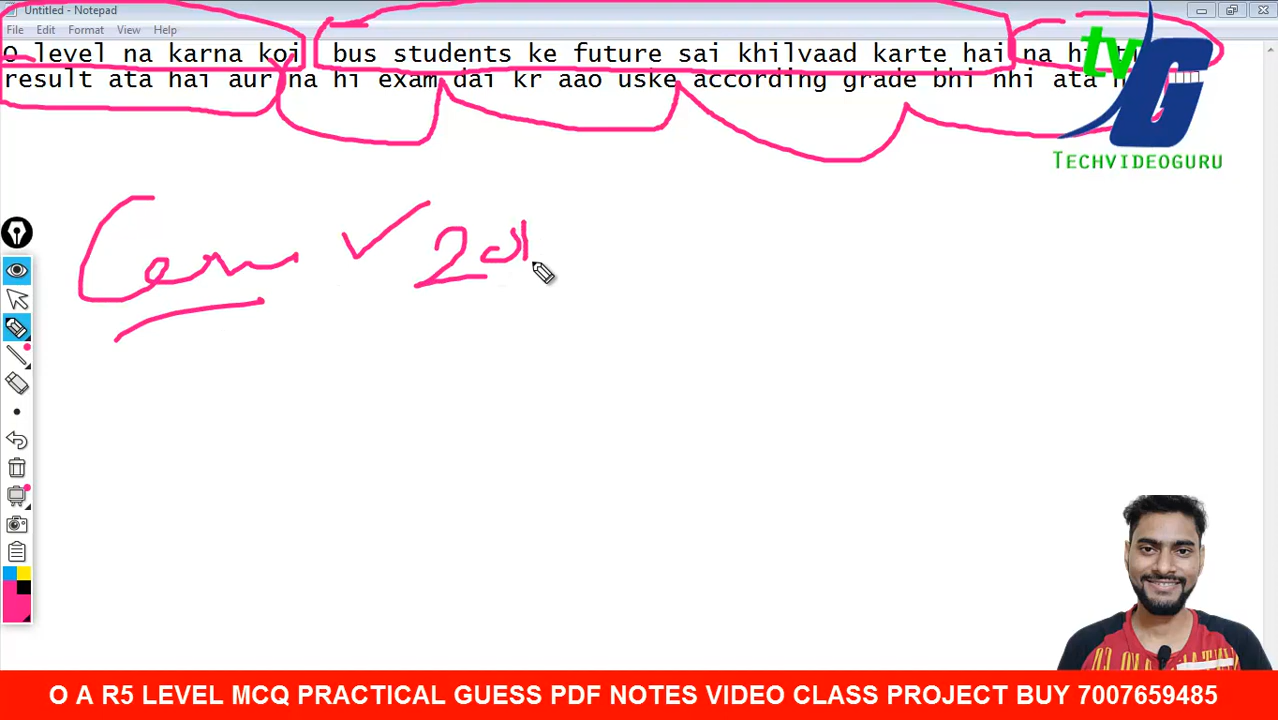 Untitled - Notepad
File Edit Format View Help
O level na karna koi bus students ke future sai khilvaad karte hai na hi
result ata hai aur na hi exam dai kr aao uske according grade bhi nhi ata
tvG
TECHVIDEOGURU
O A R5 LEVEL MCQ PRACTICAL GUESS PDF NOTES VIDEO CLASS PROJECT BUY 7007659485